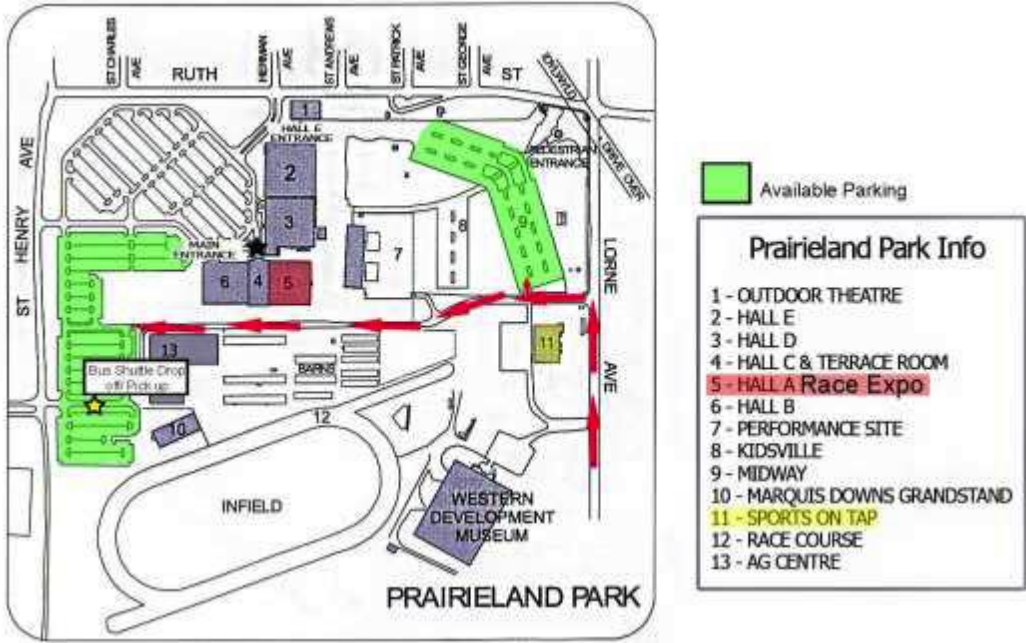 ST CHARLES
AVE
RUTH
HERMAN
AVE
ST ANDREWS
AVE
ST PATRICK
AVE
ST GEORGE
AVE
ST
OVERHEAD
DRIVE OVER
1
HALL E
ENTRANCE
PEDESTRIAN
ENTRANCE
2
3
8
9
7
MAIN
ENTRANCE
6
4
5
ST HENRY AVE
LORNE
AVE
11
13
Bus Shuttle Drop
off/ Pick up
BARNS
12
10
INFIELD
WESTERN
DEVELOPMENT
MUSEUM
PRAIRIELAND PARK
Available Parking
Prairieland Park Info
1 - OUTDOOR THEATRE
2 - HALL E
3 - HALL D
4 - HALL C & TERRACE ROOM
5 - HALL A Race Expo
6 - HALL B
7 - PERFORMANCE SITE
8 - KIDSVILLE
9 - MIDWAY
10 - MARQUIS DOWNS GRANDSTAND
11 - SPORTS ON TAP
12 - RACE COURSE
13 - AG CENTRE